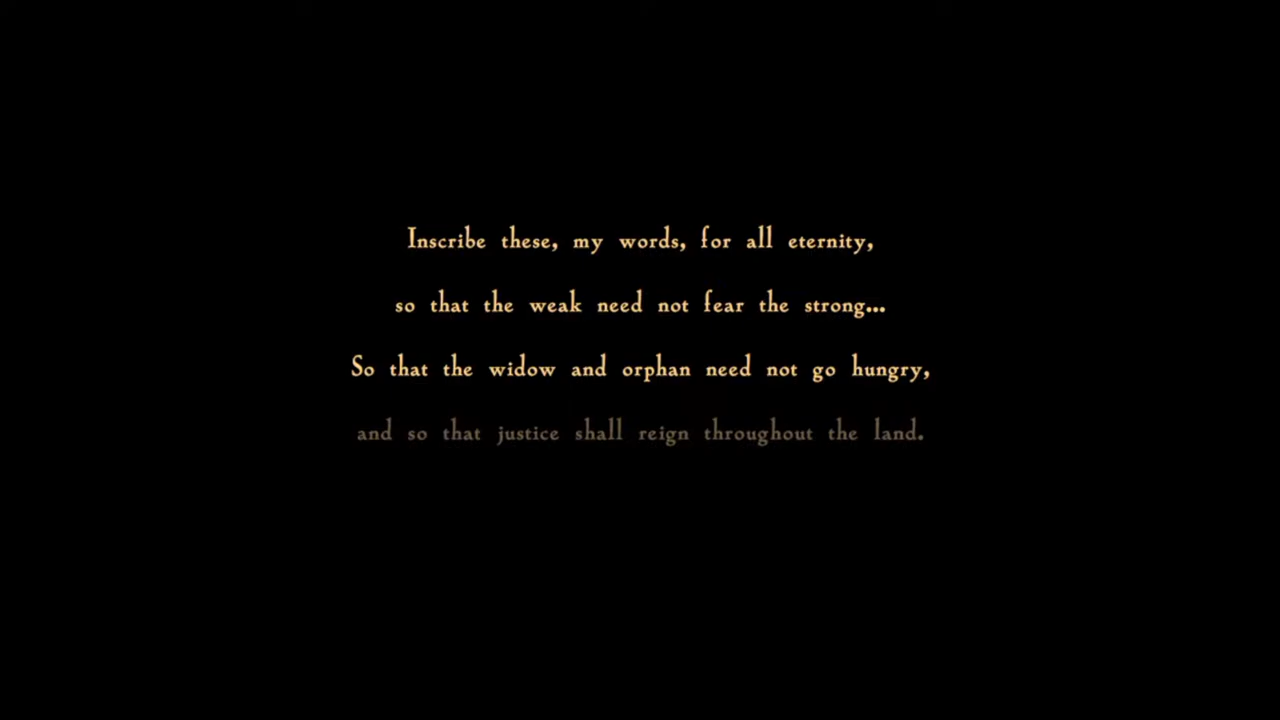 Inscribe these, my words, for all eternity,
so that the weak need not fear the strong...
So that the widow and orphan need not go hungry,
and so that justice shall reign throughout the land.